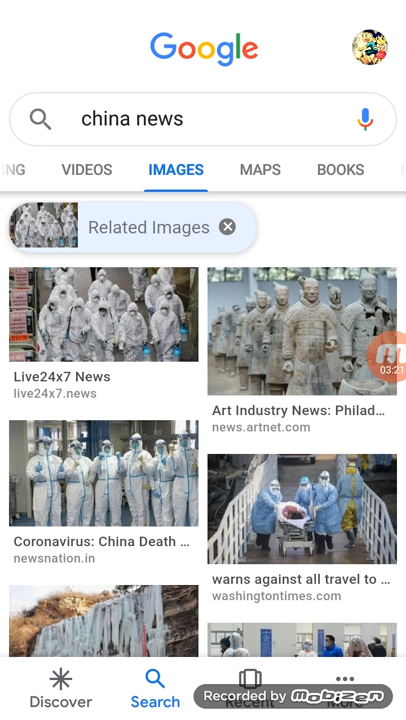 Google
china news
NG
VIDEOS
IMAGES
MAPS
BOOKS
Related Images
Live24x7 News
live24x7.news
Art Industry News: Philad...
news.artnet.com
03:21
Coronavirus: China Death ...
newsnation.in
warns against all travel to ...
washingtontimes.com
Discover
Search
Recent
More
Recorded by mobizen